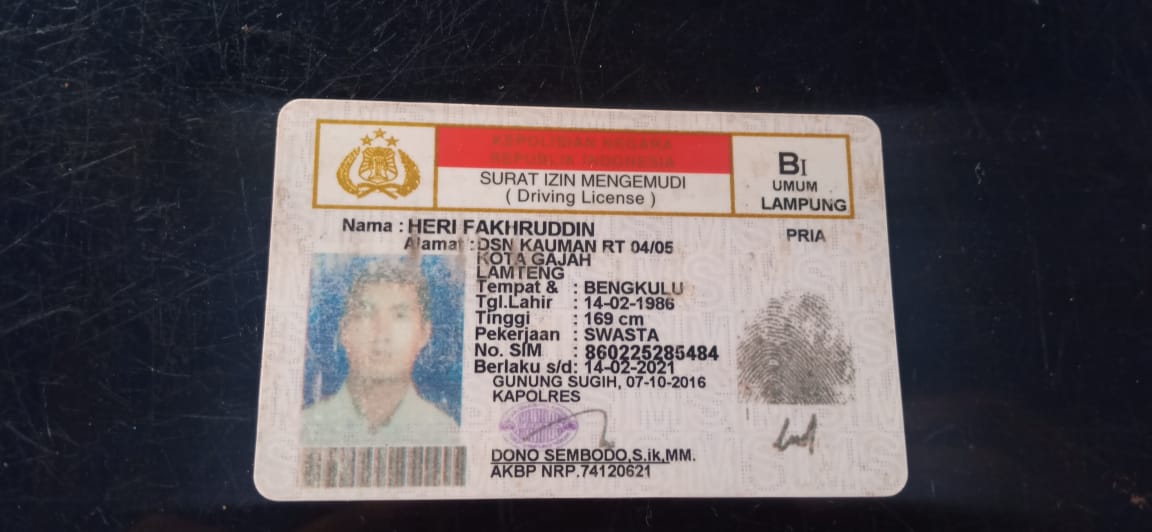 KEPOLISIAN NEGARA
REPUBLIK INDONESIA
SURAT IZIN MENGEMUDI
( Driving License )
BI
UMUM
LAMPUNG
Nama : HERI FAKHRUDDIN
PRIA
Alamat : DSN KAUMAN RT 04/05
KOTA GAJAH
LAMTENG
Tempat & : BENGKULU
Tgl.Lahir : 14-02-1986
Tinggi : 169 cm
Pekerjaan : SWASTA
No. SIM : 860225285484
Berlaku s/d: 14-02-2021
GUNUNG SUGIH, 07-10-2016
KAPOLRES
DONO SEMBODO,S.ik,MM.
AKBP NRP.74120621